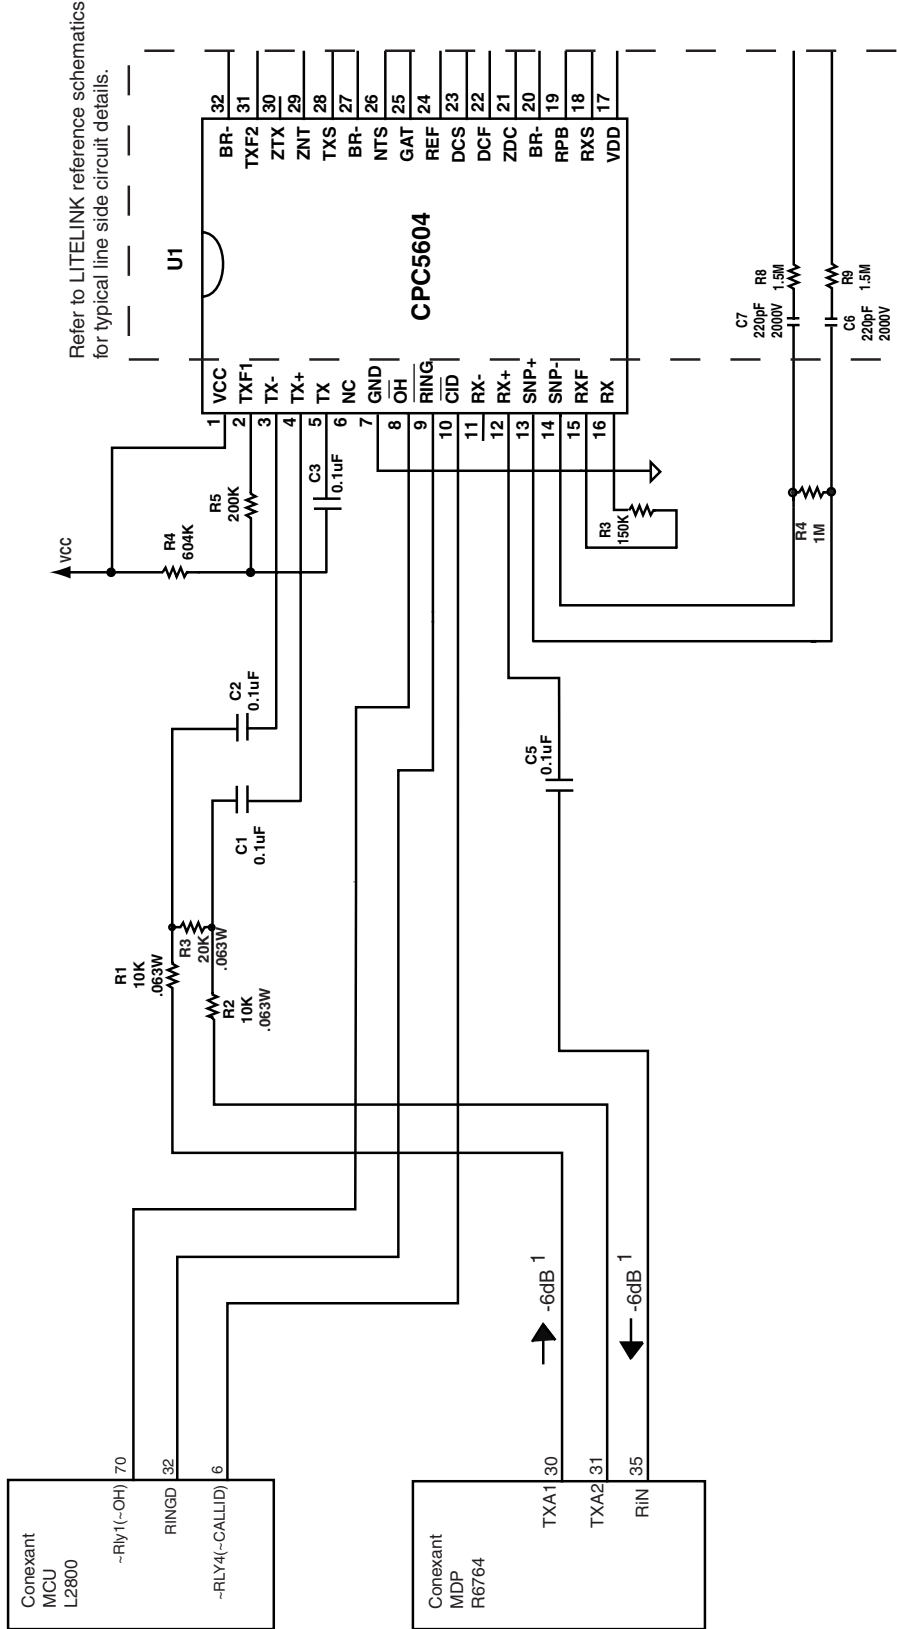 Refer to LITELINK reference schematics
for typical line side circuit details.
U1
CPC5604
32
31
30
29
28
27
26
25
24
23
22
21
20
19
18
17
BR-
TXF2
ZTX
ZNT
TXS
BR-
NTS
GAT
REF
DCS
DCF
ZDC
BR-
RPB
RXS
VDD
VCC
TXF1
TX-
TX+
TX
NC
GND
OH
RING
CID
RX-
RX+
SNP+
SNP-
RXF
RX
1
2
3
4
5
6
7
8
9
10
11
12
13
14
15
16
C7
220pF
2000V
R8
1.5M
C6
220pF
2000V
R9
1.5M
VCC
R4
604K
R5
200K
C3
0.1uF
R3
150K
R4
1M
C2
0.1uF
C1
0.1uF
C5
0.1uF
R1
10K
.063W
R3
20K
.063W
R2
10K
.063W
-6dB 1
-6dB 1
Conexant
MCU
L2800
~Rly1(~OH) 70
RINGD 32
~RLY4(~CALLID) 6
Conexant
MDP
R6764
TXA1 30
TXA2 31
RiN 35